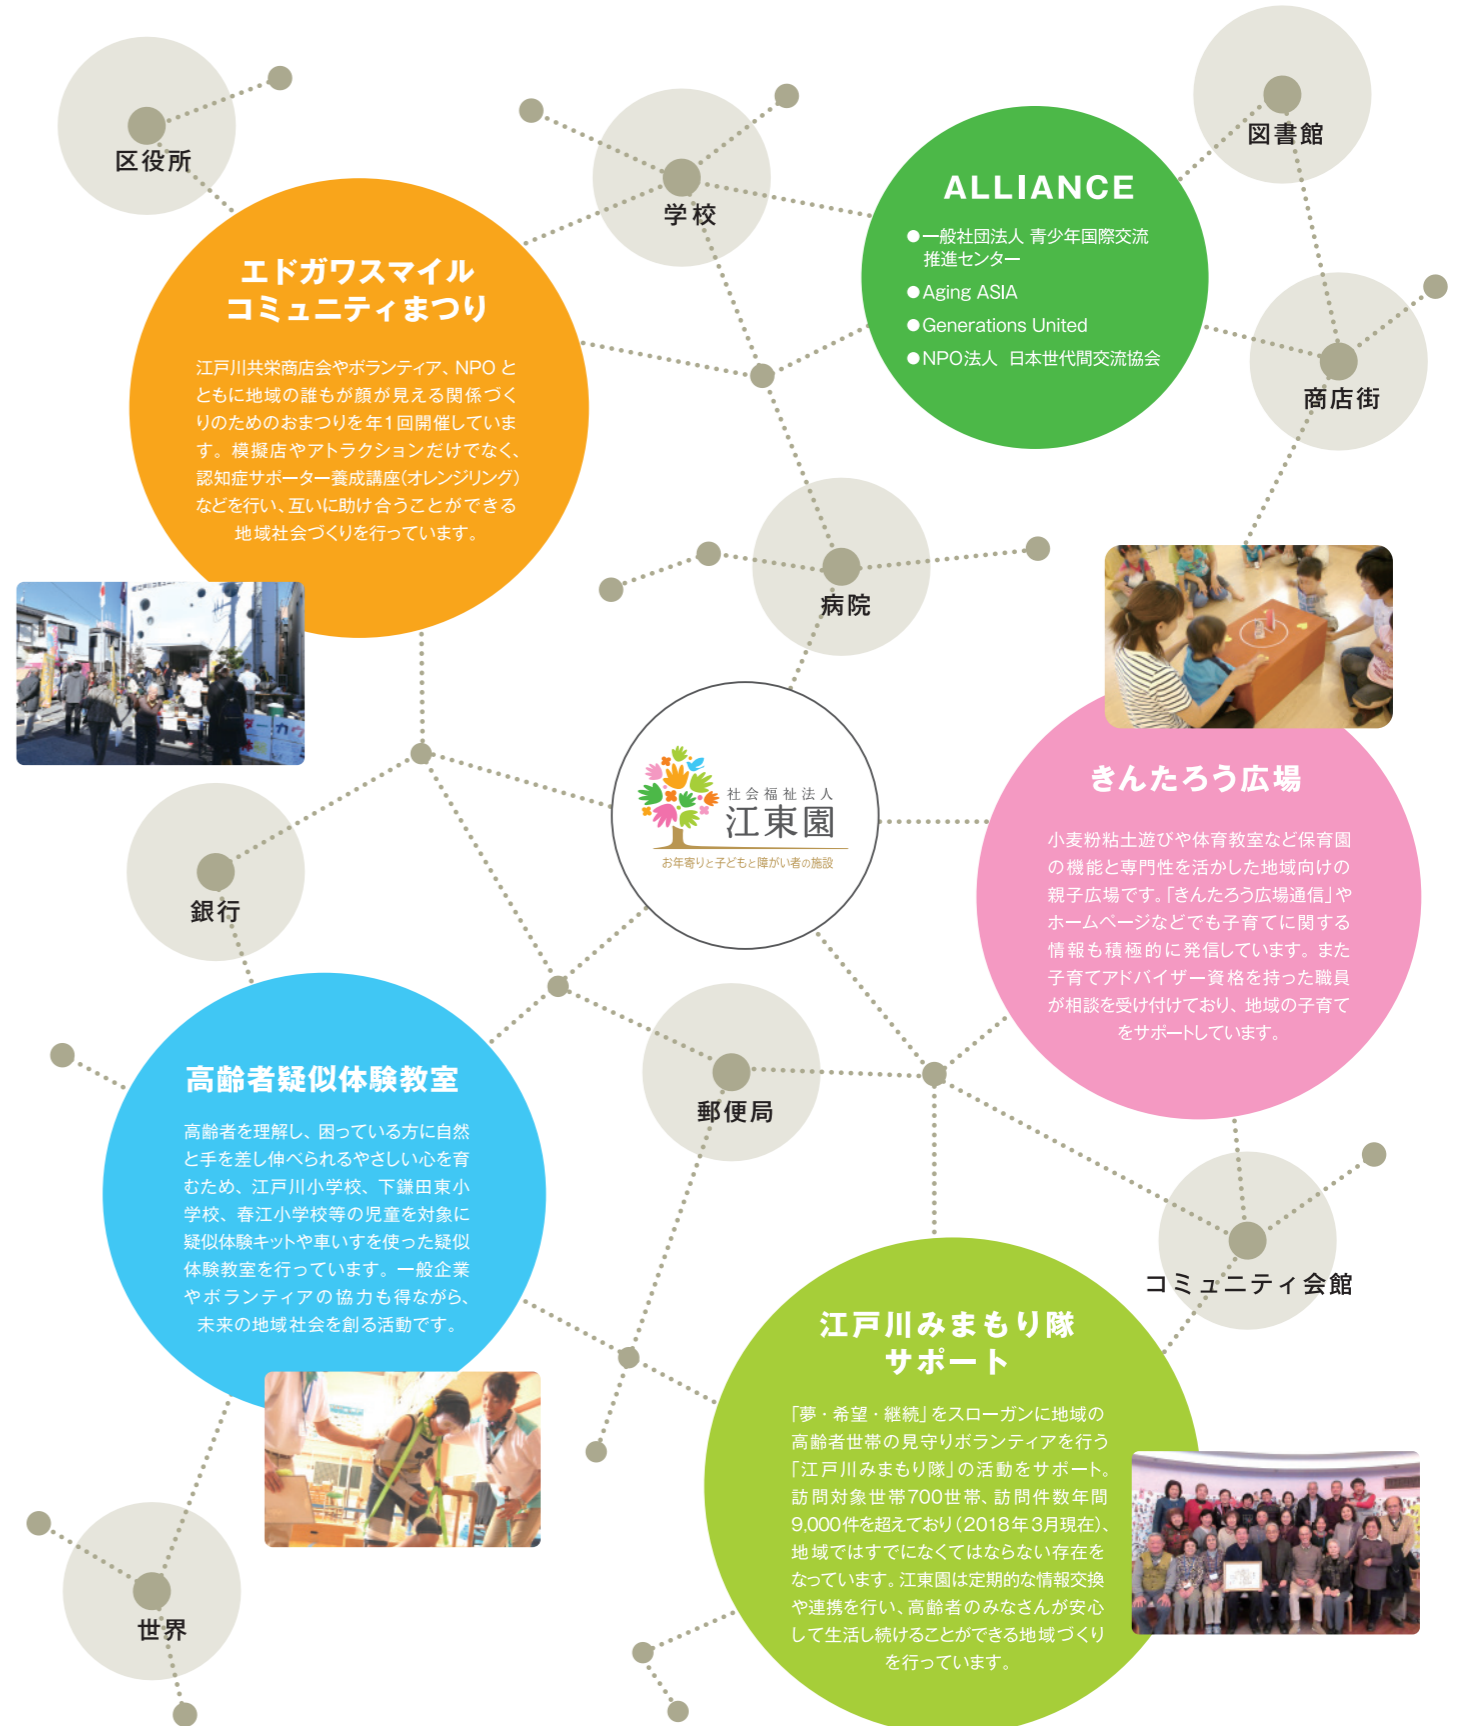 区役所
学校
図書館
ALLIANCE
●一般社団法人 青少年国際交流
推進センター
●Aging ASIA
●Generations United
●NPO法人 日本世代間交流協会
商店街
エドガワスマイル
コミュニティまつり
江戸川共栄商店会やボランティア、NPO と
ともに地域の誰もが顔が見える関係づく
りのためのおまつりを年1回開催していま
す。模擬店やアトラクションだけでなく、
認知症サポーター養成講座(オレンジリング)
などを行い、互いに助け合うことができる
地域社会づくりを行っています。
病院
社会福祉法人
江東園
お年寄りと子どもと障がい者の施設
きんたろう広場
小麦粉粘土遊びや体育教室など保育園
の機能と専門性を活かした地域向けの
親子広場です。「きんたろう広場通信」や
ホームページなどでも子育てに関する
情報も積極的に発信しています。また
子育てアドバイザー資格を持った職員
が相談を受け付けており、地域の子育て
をサポートしています。
銀行
高齢者疑似体験教室
高齢者を理解し、困っている方に自然
と手を差し伸べられるやさしい心を育
むため、江戸川小学校、下鎌田東小
学校、春江小学校等の児童を対象に
疑似体験キットや車いすを使った疑似
体験教室を行っています。一般企業
やボランティアの協力も得ながら、
未来の地域社会を創る活動です。
郵便局
コミュニティ会館
江戸川みまもり隊
サポート
「夢・希望・継続」をスローガンに地域の
高齢者世帯の見守りボランティアを行う
「江戸川みまもり隊」の活動をサポート。
訪問対象世帯700世帯、訪問件数年間
9,000件を超えており(2018年3月現在)、
地域ではすでになくてはならない存在を
なっています。江東園は定期的な情報交換
や連携を行い、高齢者のみなさんが安心
して生活し続けることができる地域づくり
を行っています。
世界